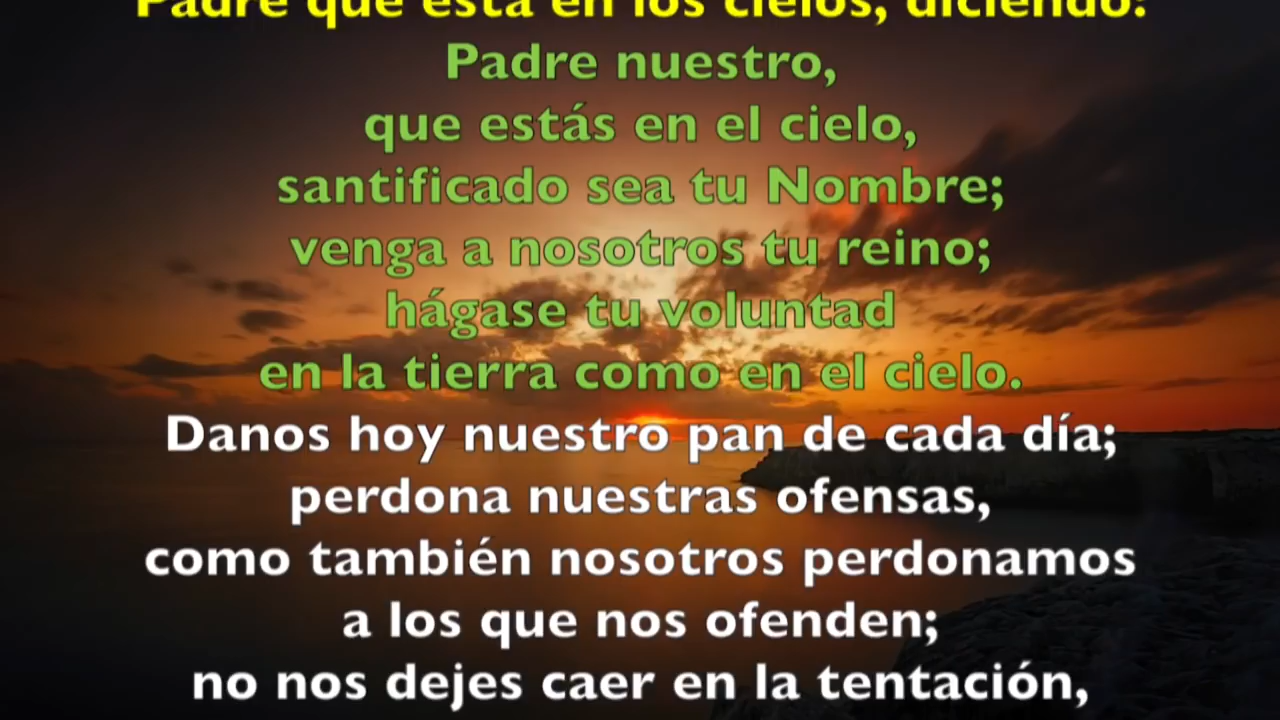 Padre que está en los cielos, diciendo:
Padre nuestro,
que estás en el cielo,
santificado sea tu Nombre;
venga a nosotros tu reino;
hágase tu voluntad
en la tierra como en el cielo.
Danos hoy nuestro pan de cada día;
perdona nuestras ofensas,
como también nosotros perdonamos
a los que nos ofenden;
no nos dejes caer en la tentación,